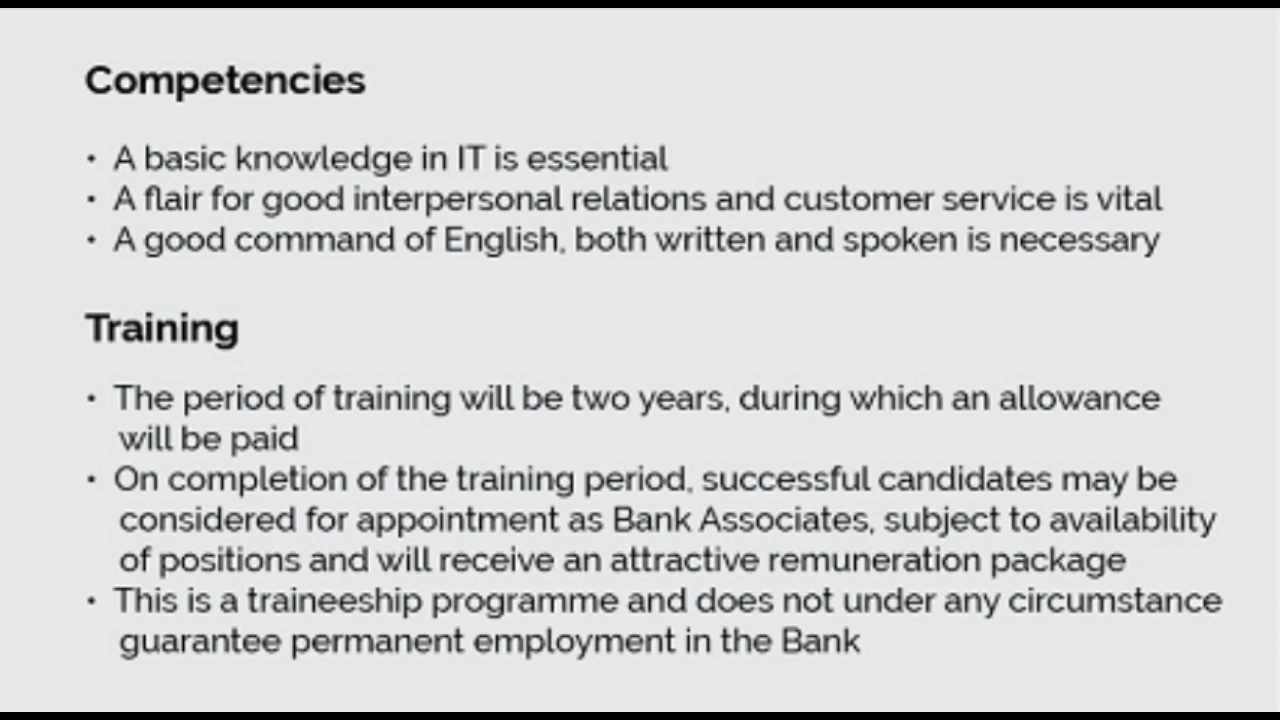 Competencies
• A basic knowledge in IT is essential
• A flair for good interpersonal relations and customer service is vital
• A good command of English, both written and spoken is necessary
Training
• The period of training will be two years, during which an allowance
will be paid
• On completion of the training period, successful candidates may be
considered for appointment as Bank Associates, subject to availability
of positions and will receive an attractive remuneration package
• This is a traineeship programme and does not under any circumstance
guarantee permanent employment in the Bank